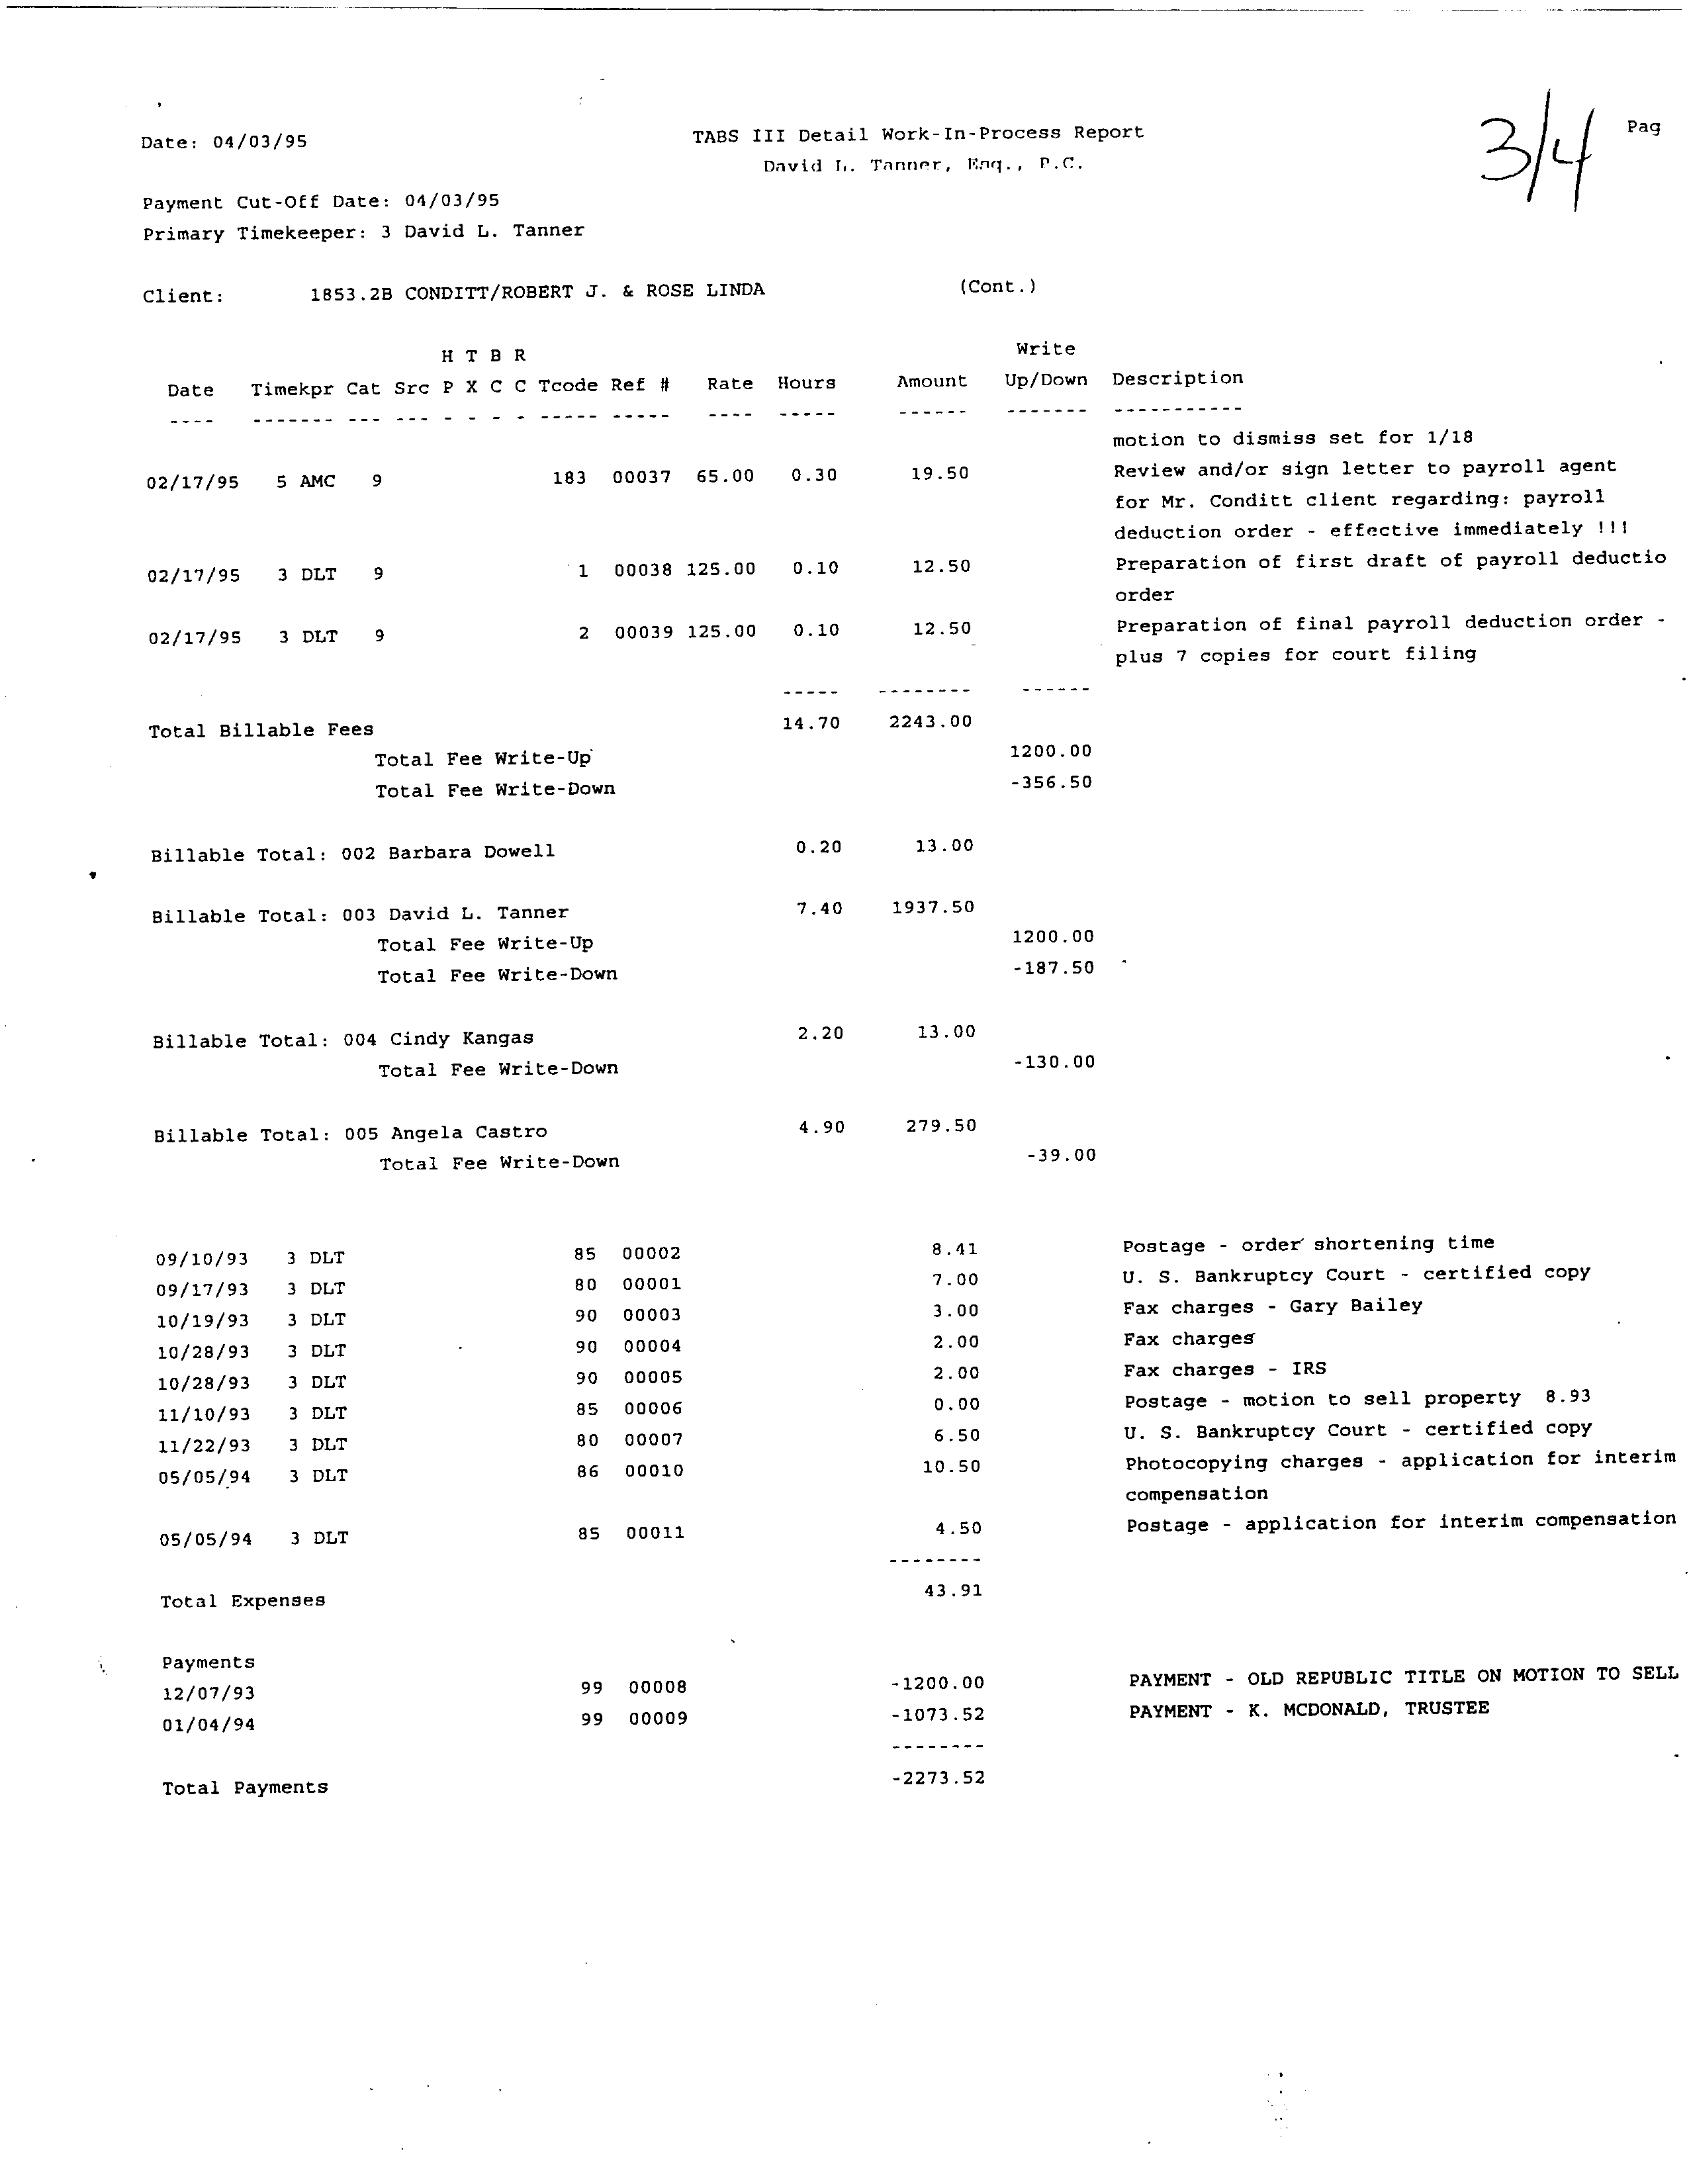 3/4
Pag
Date: 04/03/95 TABS III Detail Work-In-Process Report
David L. Tanner, Esq., P.C.
Payment Cut-Off Date: 04/03/95
Primary Timekeeper: 3 David L. Tanner
Client: 1853.2B CONDITT/ROBERT J. & ROSE LINDA (Cont.)
H T B R Write
Date Timekpr Cat Src P X C C Tcode Ref # Rate Hours Amount Up/Down Description
---- ------- --- --- - - - - ----- ----- ---- ----- ------ ------- -----------
motion to dismiss set for 1/18
02/17/95 5 AMC 9 183 00037 65.00 0.30 19.50 Review and/or sign letter to payroll agent
for Mr. Conditt client regarding: payroll
deduction order - effective immediately !!!
02/17/95 3 DLT 9 1 00038 125.00 0.10 12.50 Preparation of first draft of payroll deductio
order
02/17/95 3 DLT 9 2 00039 125.00 0.10 12.50 Preparation of final payroll deduction order -
plus 7 copies for court filing
----- -------- ------
Total Billable Fees 14.70 2243.00
Total Fee Write-Up 1200.00
Total Fee Write-Down -356.50
Billable Total: 002 Barbara Dowell 0.20 13.00
Billable Total: 003 David L. Tanner 7.40 1937.50
Total Fee Write-Up 1200.00
Total Fee Write-Down -187.50
Billable Total: 004 Cindy Kangas 2.20 13.00
Total Fee Write-Down -130.00
Billable Total: 005 Angela Castro 4.90 279.50
Total Fee Write-Down -39.00
09/10/93 3 DLT 85 00002 8.41 Postage - order shortening time
09/17/93 3 DLT 80 00001 7.00 U. S. Bankruptcy Court - certified copy
10/19/93 3 DLT 90 00003 3.00 Fax charges - Gary Bailey
10/28/93 3 DLT 90 00004 2.00 Fax charges
10/28/93 3 DLT 90 00005 2.00 Fax charges - IRS
11/10/93 3 DLT 85 00006 0.00 Postage - motion to sell property 8.93
11/22/93 3 DLT 80 00007 6.50 U. S. Bankruptcy Court - certified copy
05/05/94 3 DLT 86 00010 10.50 Photocopying charges - application for interim
compensation
05/05/94 3 DLT 85 00011 4.50 Postage - application for interim compensation
--------
Total Expenses 43.91
Payments
12/07/93 99 00008 -1200.00 PAYMENT - OLD REPUBLIC TITLE ON MOTION TO SELL
01/04/94 99 00009 -1073.52 PAYMENT - K. MCDONALD, TRUSTEE
--------
Total Payments -2273.52